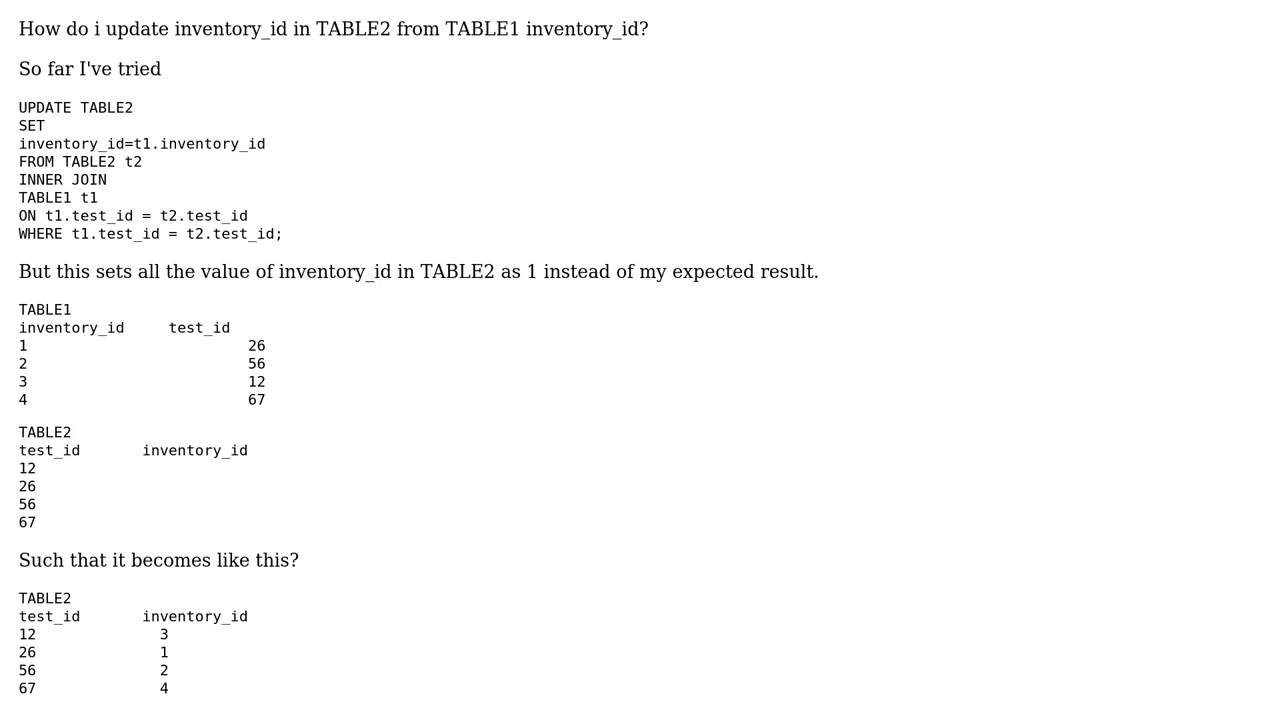 How do i update inventory_id in TABLE2 from TABLE1 inventory_id?
So far I've tried
UPDATE TABLE2
SET
inventory_id=t1.inventory_id
FROM TABLE2 t2
INNER JOIN
TABLE1 t1
ON t1.test_id = t2.test_id
WHERE t1.test_id = t2.test_id;
But this sets all the value of inventory_id in TABLE2 as 1 instead of my expected result.
TABLE1
inventory_id     test_id
1                         26
2                         56
3                         12
4                         67
TABLE2
test_id       inventory_id
12
26
56
67
Such that it becomes like this?
TABLE2
test_id       inventory_id
12              3
26              1
56              2
67              4